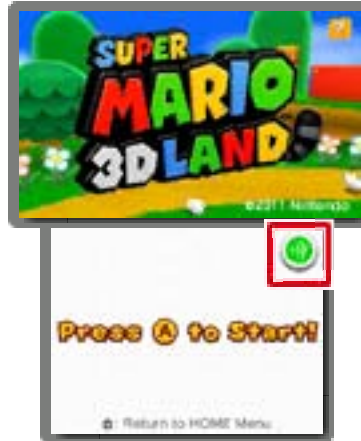 SUPER
MARIO
3D LAND
©2011 Nintendo
Press A to Start!
: Return to HOME Menu